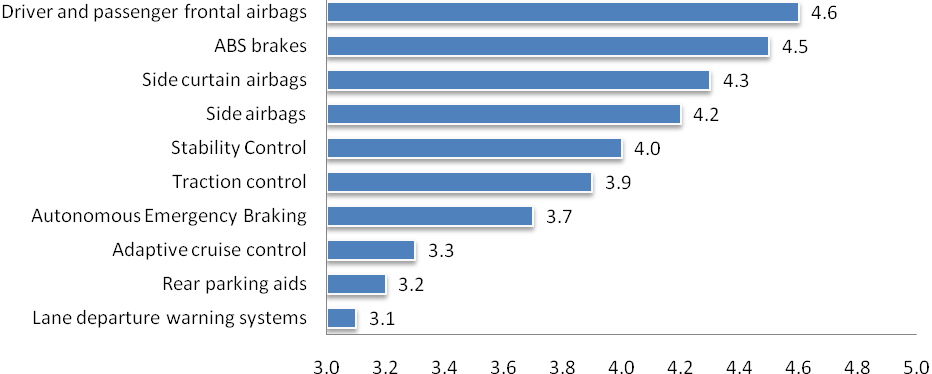 Driver and passenger frontal airbags 4.6
ABS brakes 4.5
Side curtain airbags 4.3
Side airbags 4.2
Stability Control 4.0
Traction control 3.9
Autonomous Emergency Braking 3.7
Adaptive cruise control 3.3
Rear parking aids 3.2
Lane departure warning systems 3.1
3.0 3.2 3.4 3.6 3.8 4.0 4.2 4.4 4.6 4.8 5.0